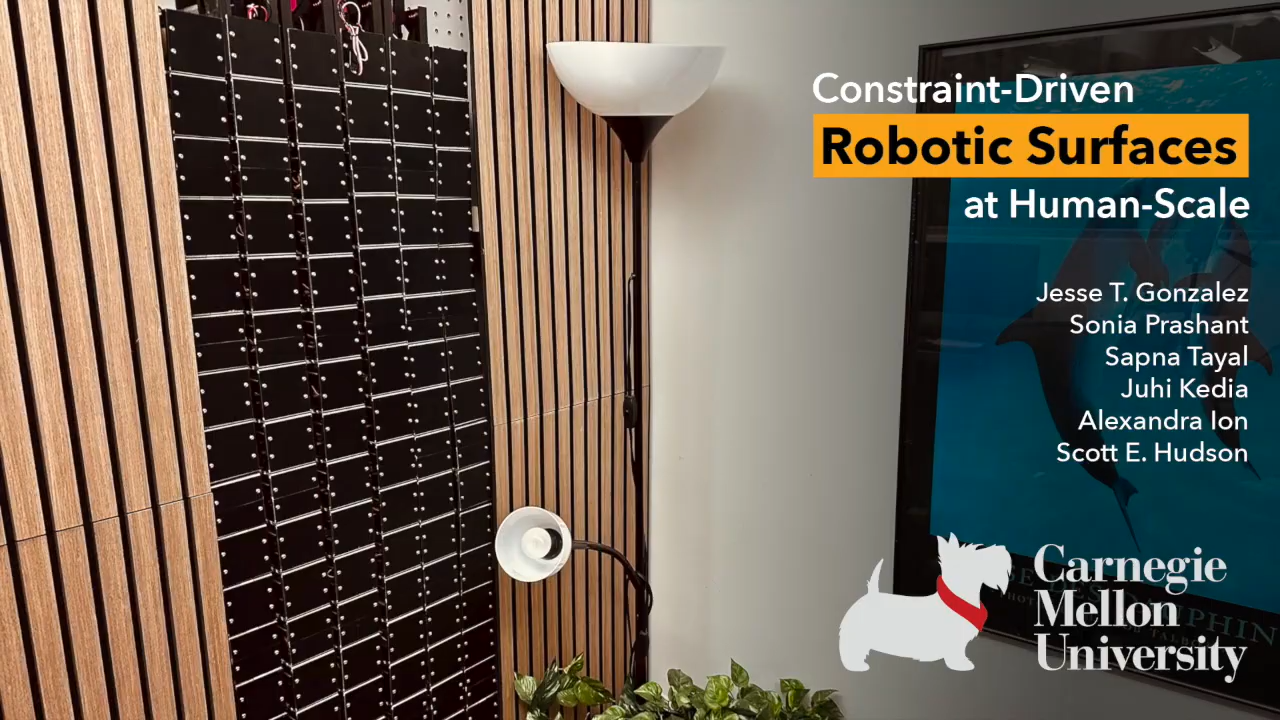 Constraint-Driven
Robotic Surfaces
at Human-Scale
Jesse T. Gonzalez
Sonia Prashant
Sapna Tayal
Juhi Kedia
Alexandra Ion
Scott E. Hudson
Carnegie
Mellon
University